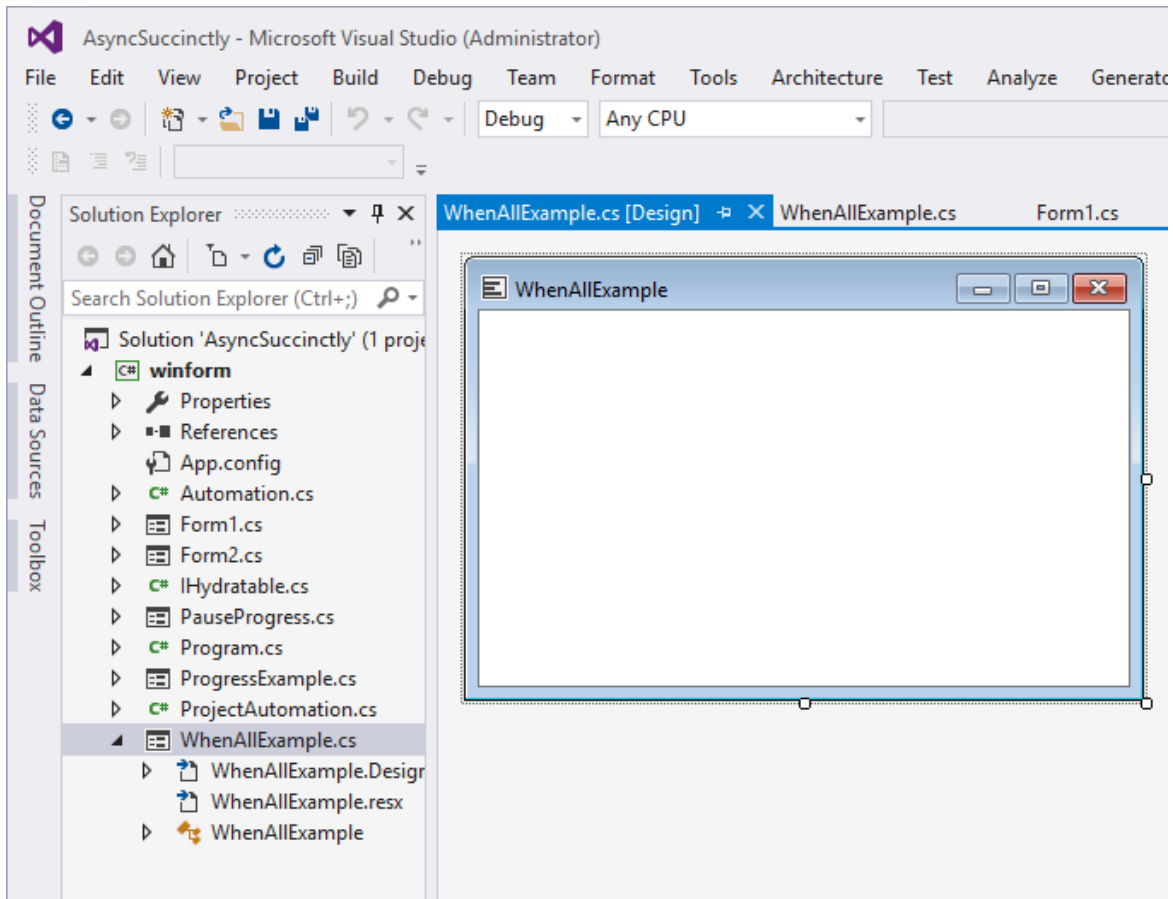 AsyncSuccinctly - Microsoft Visual Studio (Administrator)
File Edit View Project Build Debug Team Format Tools Architecture Test Analyze Generato
Debug Any CPU
Document Outline
Data Sources
Toolbox
Solution Explorer
Search Solution Explorer (Ctrl+;)
Solution 'AsyncSuccinctly' (1 proje
C# winform
Properties
References
App.config
C# Automation.cs
Form1.cs
Form2.cs
C# IHydratable.cs
PauseProgress.cs
C# Program.cs
ProgressExample.cs
C# ProjectAutomation.cs
WhenAllExample.cs
WhenAllExample.Design
WhenAllExample.resx
WhenAllExample
WhenAllExample.cs [Design] WhenAllExample.cs Form1.cs
WhenAllExample